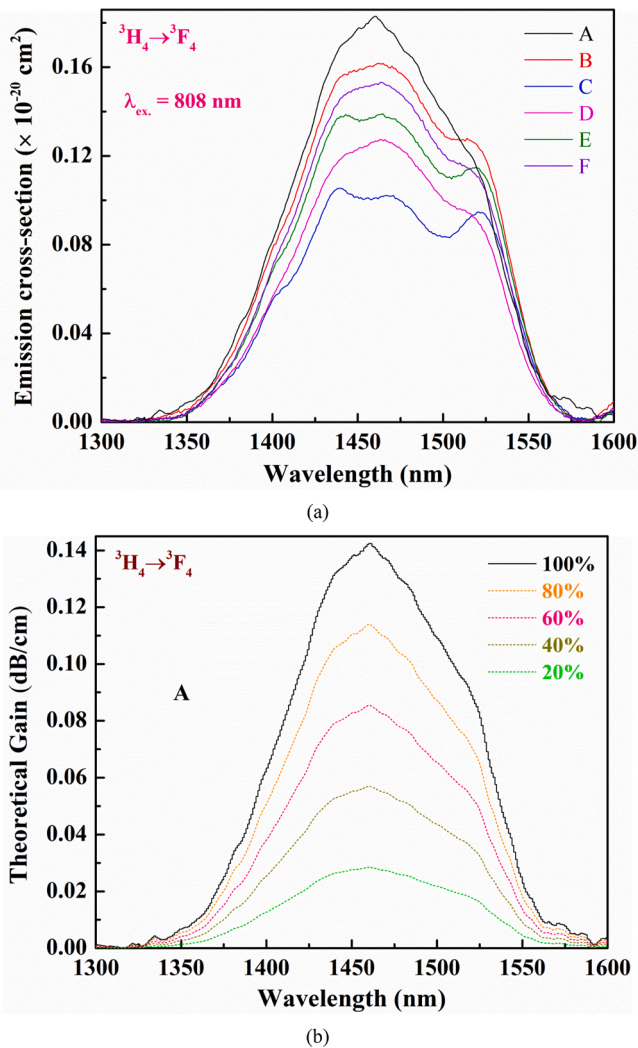 ³H₄→³F₄
λex. = 808 nm
A
B
C
D
E
F
Emission cross-section (× 10⁻²⁰ cm²)
0.16
0.12
0.08
0.04
0.00
1300 1350 1400 1450 1500 1550 1600
Wavelength (nm)
(a)
³H₄→³F₄
100%
80%
60%
40%
20%
A
Theoretical Gain (dB/cm)
0.14
0.12
0.10
0.08
0.06
0.04
0.02
0.00
1300 1350 1400 1450 1500 1550 1600
Wavelength (nm)
(b)